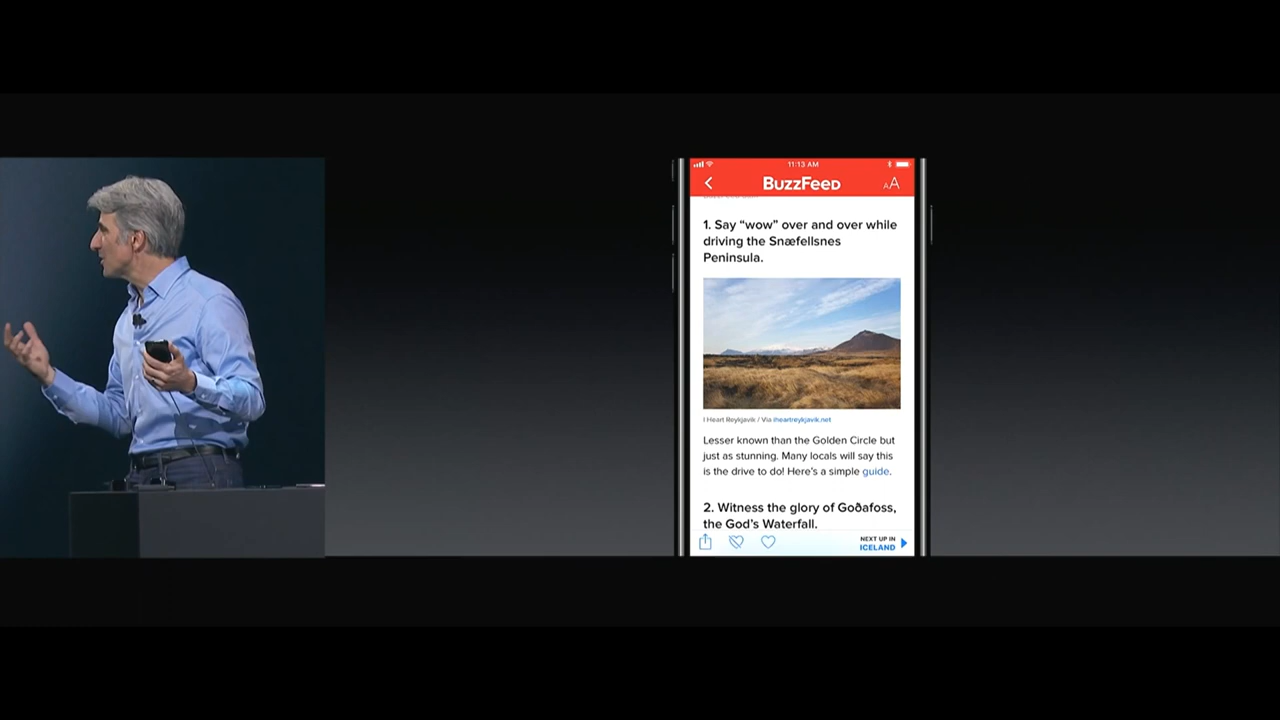 11:13 AM
BuzzFeed
AA
1. Say “wow” over and over while
driving the Snæfellsnes
Peninsula.
I Heart Reykjavik / Via iheartreykjavik.net
Lesser known than the Golden Circle but
just as stunning. Many locals will say this
is the drive to do! Here's a simple guide.
2. Witness the glory of Goðafoss,
the God's Waterfall.
NEXT UP IN
ICELAND